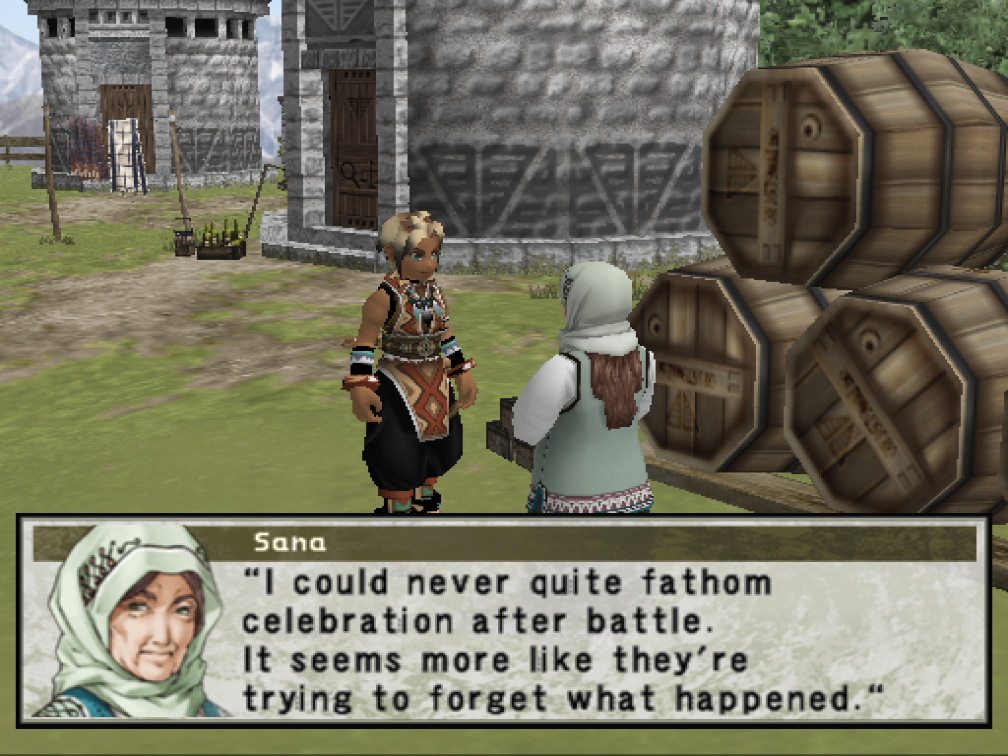 Sana
“I could never quite fathom
celebration after battle.
It seems more like they're
trying to forget what happened.“